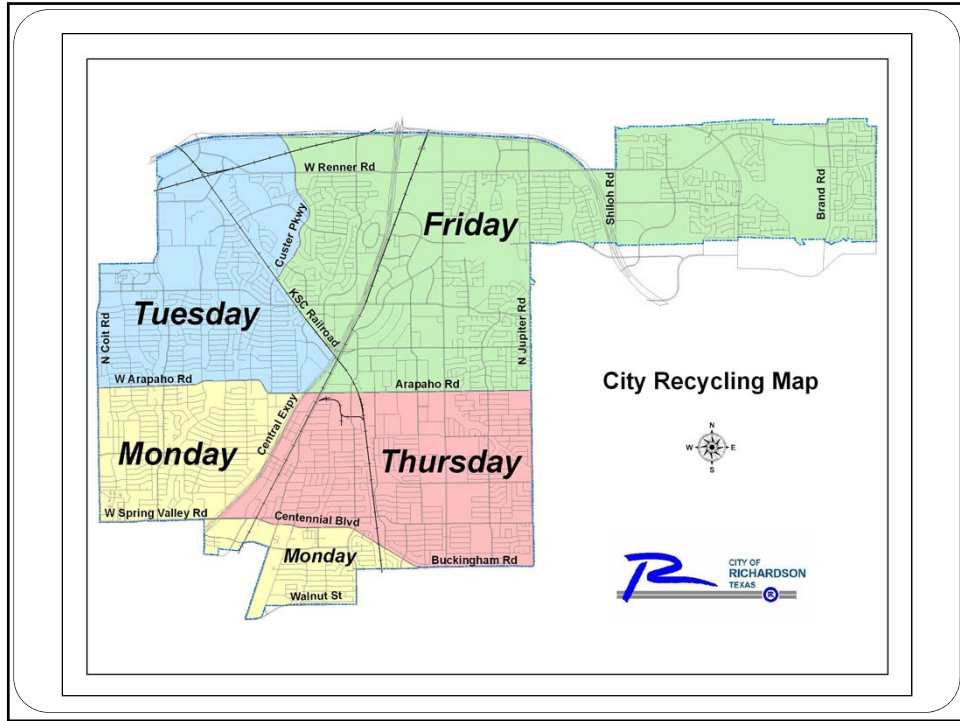 W Renner Rd
Shiloh Rd
Brand Rd
Friday
Custer Pkwy
Tuesday
KSC Railroad
N Coit Rd
N Jupiter Rd
W Arapaho Rd
Arapaho Rd
City Recycling Map
Central Expy
Monday
Thursday
N
W
E
S
W Spring Valley Rd
Centennial Blvd
Monday
Buckingham Rd
Walnut St
CITY OF
RICHARDSON
TEXAS